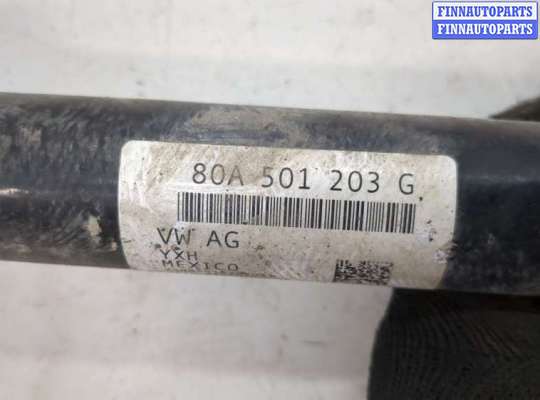 FINNAUTOPARTS
FINNAUTOPARTS
80A 501 203 G
VW AG
YXH
MEXICO